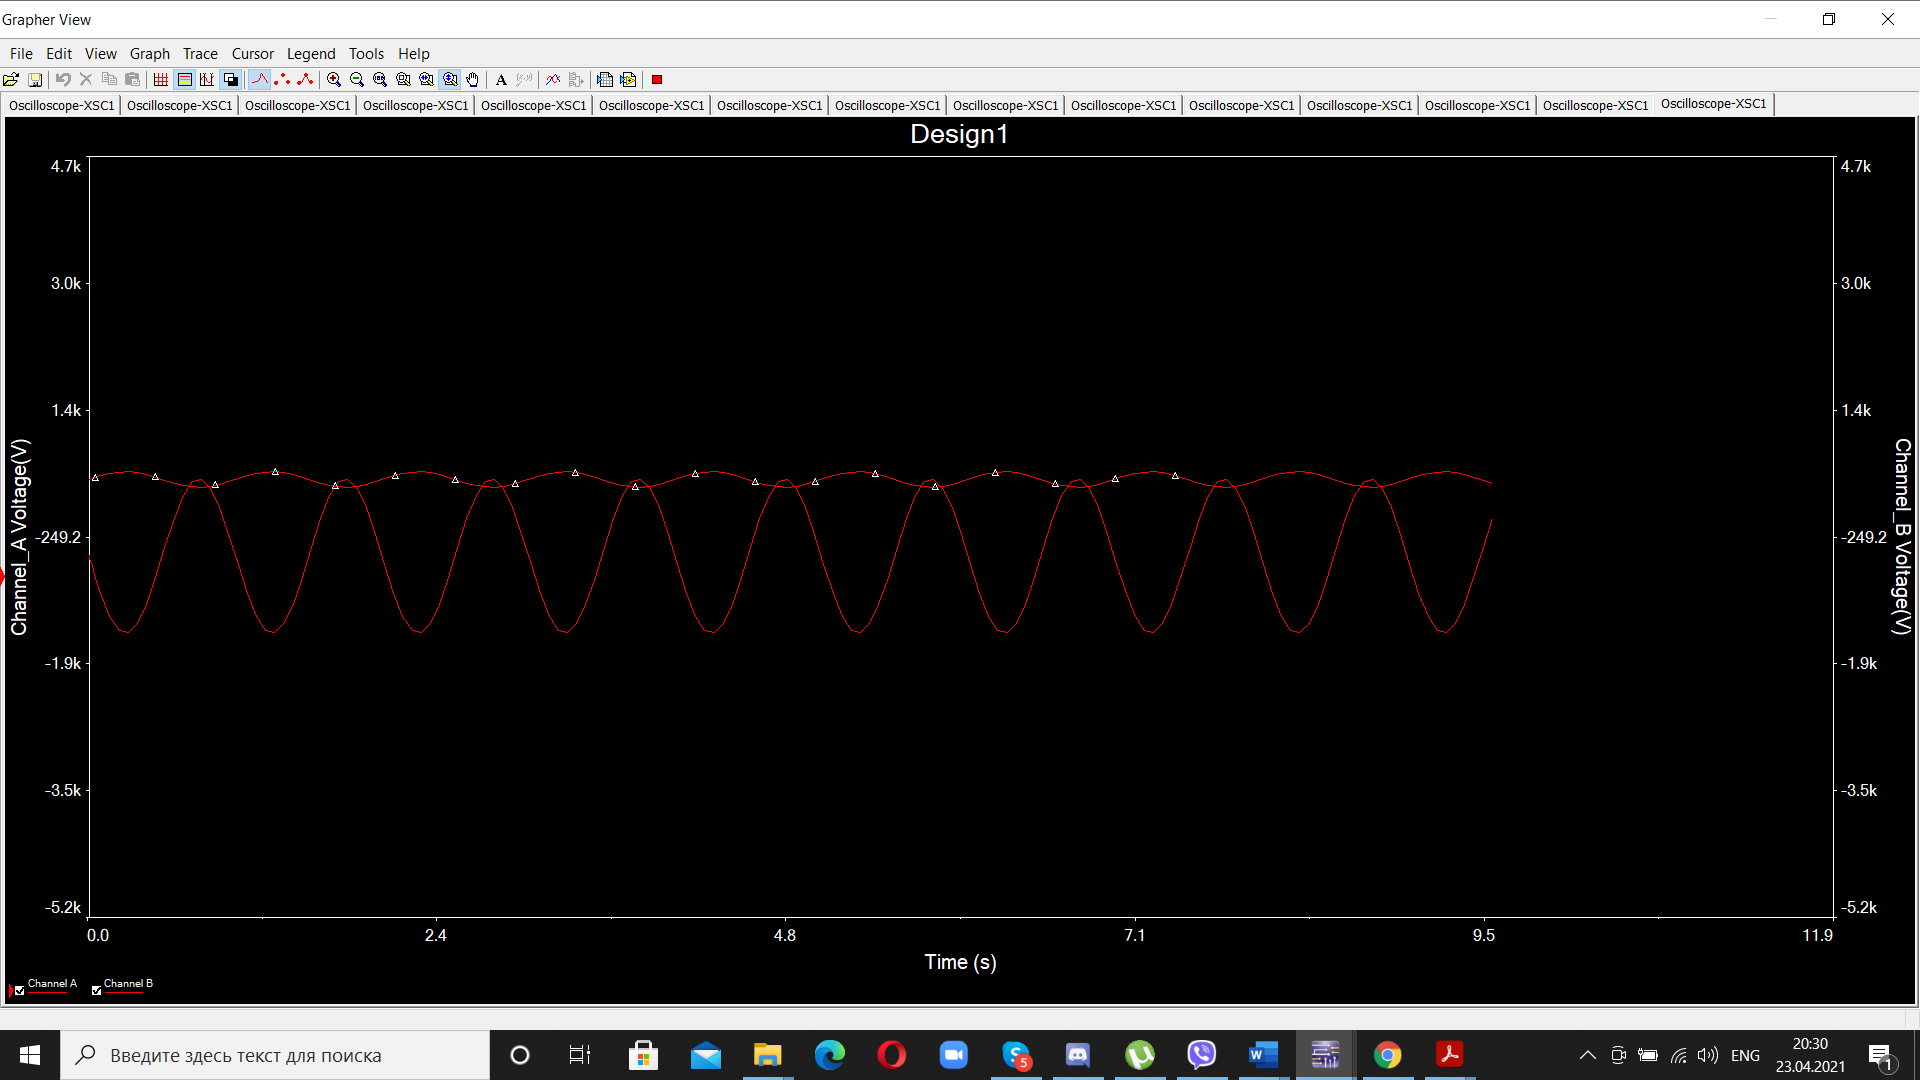 Grapher View
File Edit View Graph Trace Cursor Legend Tools Help
Oscilloscope-XSC1 Oscilloscope-XSC1 Oscilloscope-XSC1 Oscilloscope-XSC1 Oscilloscope-XSC1 Oscilloscope-XSC1 Oscilloscope-XSC1 Oscilloscope-XSC1 Oscilloscope-XSC1 Oscilloscope-XSC1 Oscilloscope-XSC1 Oscilloscope-XSC1 Oscilloscope-XSC1 Oscilloscope-XSC1 Oscilloscope-XSC1
Design1
4.7k 4.7k
3.0k 3.0k
1.4k 1.4k
Channel_A Voltage(V)
Channel_B Voltage(V)
-249.2 -249.2
-1.9k -1.9k
-3.5k -3.5k
-5.2k -5.2k
0.0 2.4 4.8 7.1 9.5 11.9
Time (s)
Channel A Channel B
Введите здесь текст для поиска
5
ENG
20:30
23.04.2021
1